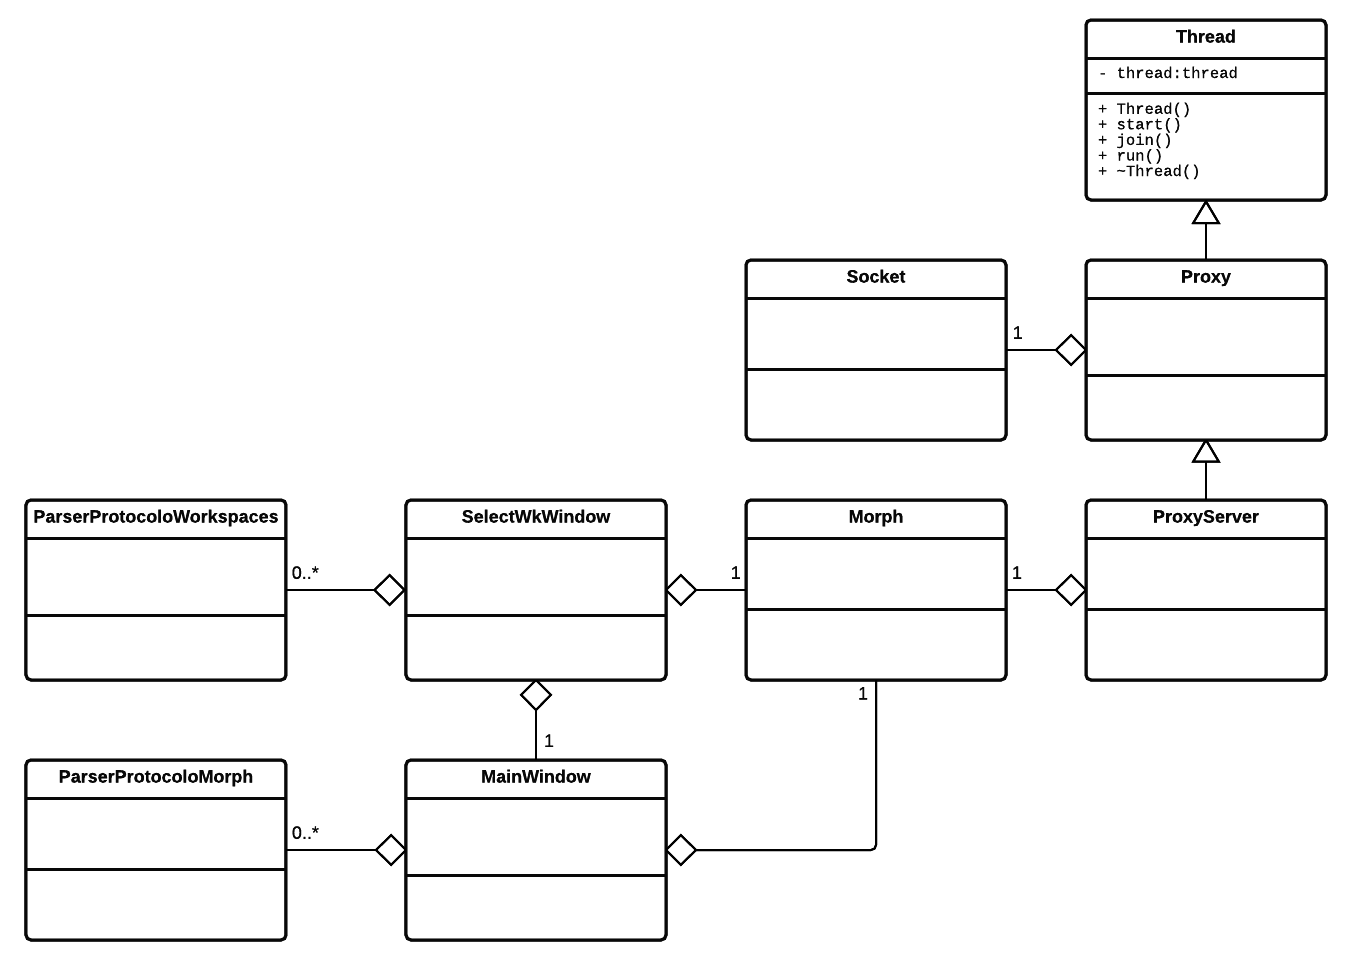 Thread
- thread:thread
+ Thread()
+ start()
+ join()
+ run()
+ ~Thread()
Socket
Proxy
1
ParserProtocoloWorkspaces
SelectWkWindow
Morph
ProxyServer
0..*
1
1
1
1
ParserProtocoloMorph
MainWindow
0..*